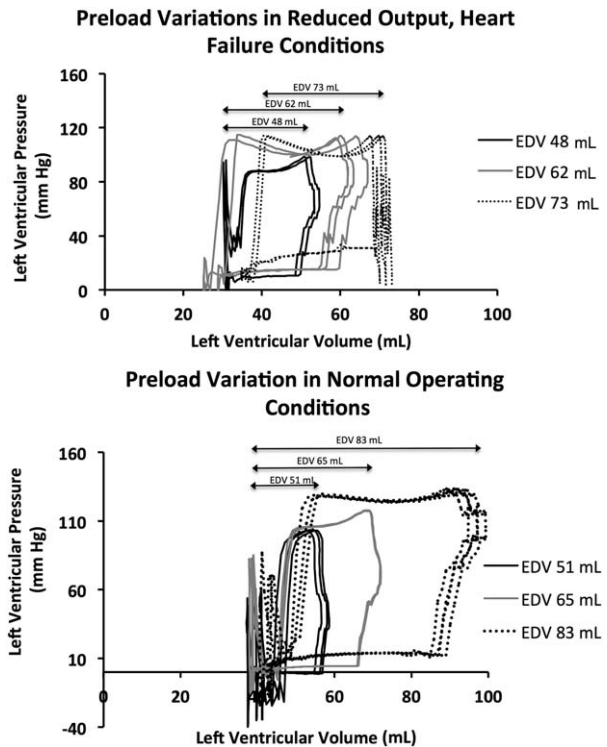 Preload Variations in Reduced Output, Heart
Failure Conditions
Left Ventricular Pressure
(mm Hg)
160
120
80
40
0
EDV 73 mL
EDV 62 mL
EDV 48 mL
EDV 48 mL
EDV 62 mL
EDV 73 mL
0 20 40 60 80 100
Left Ventricular Volume (mL)
Preload Variation in Normal Operating
Conditions
Left Ventricular Pressure
(mm Hg)
160
110
60
10
-40
EDV 83 mL
EDV 65 mL
EDV 51 mL
EDV 51 mL
EDV 65 mL
EDV 83 mL
0 20 40 60 80 100
Left Ventricular Volume (mL)